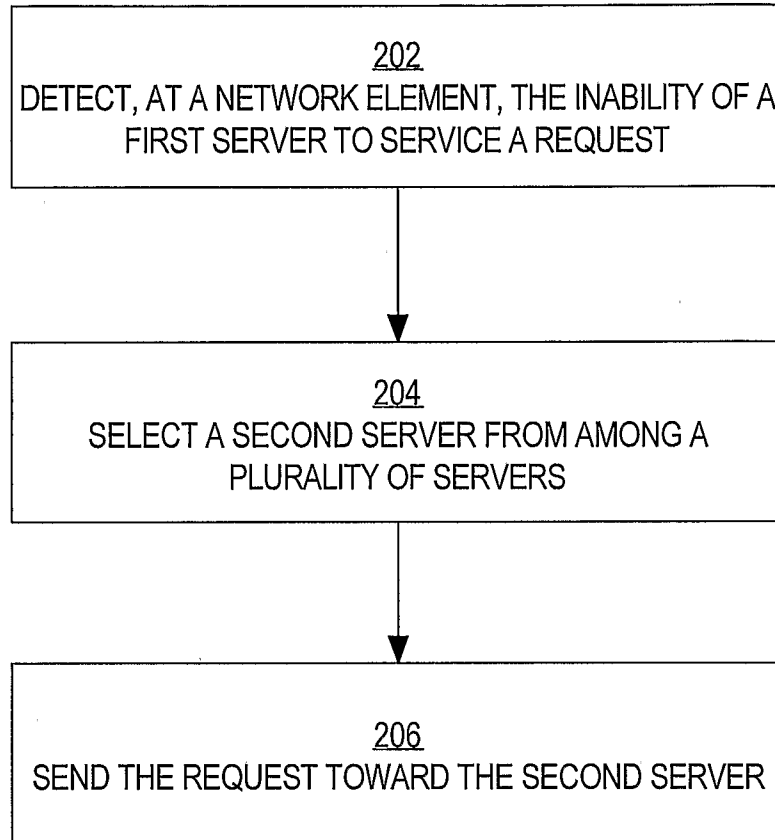 202
DETECT, AT A NETWORK ELEMENT, THE INABILITY OF A
FIRST SERVER TO SERVICE A REQUEST
204
SELECT A SECOND SERVER FROM AMONG A
PLURALITY OF SERVERS
206
SEND THE REQUEST TOWARD THE SECOND SERVER